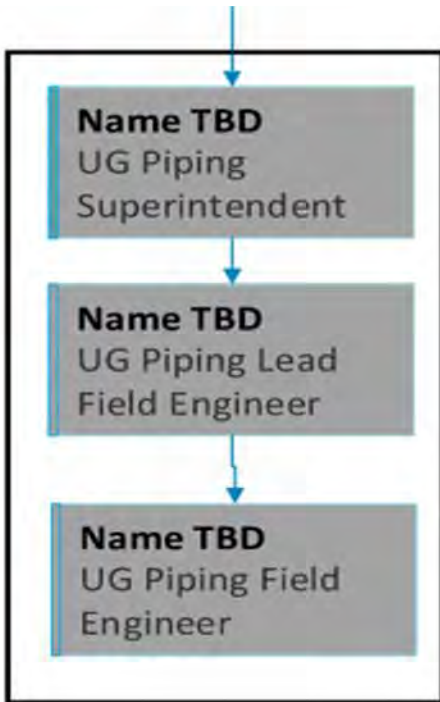 Name TBD
UG Piping
Superintendent
Name TBD
UG Piping Lead
Field Engineer
Name TBD
UG Piping Field
Engineer